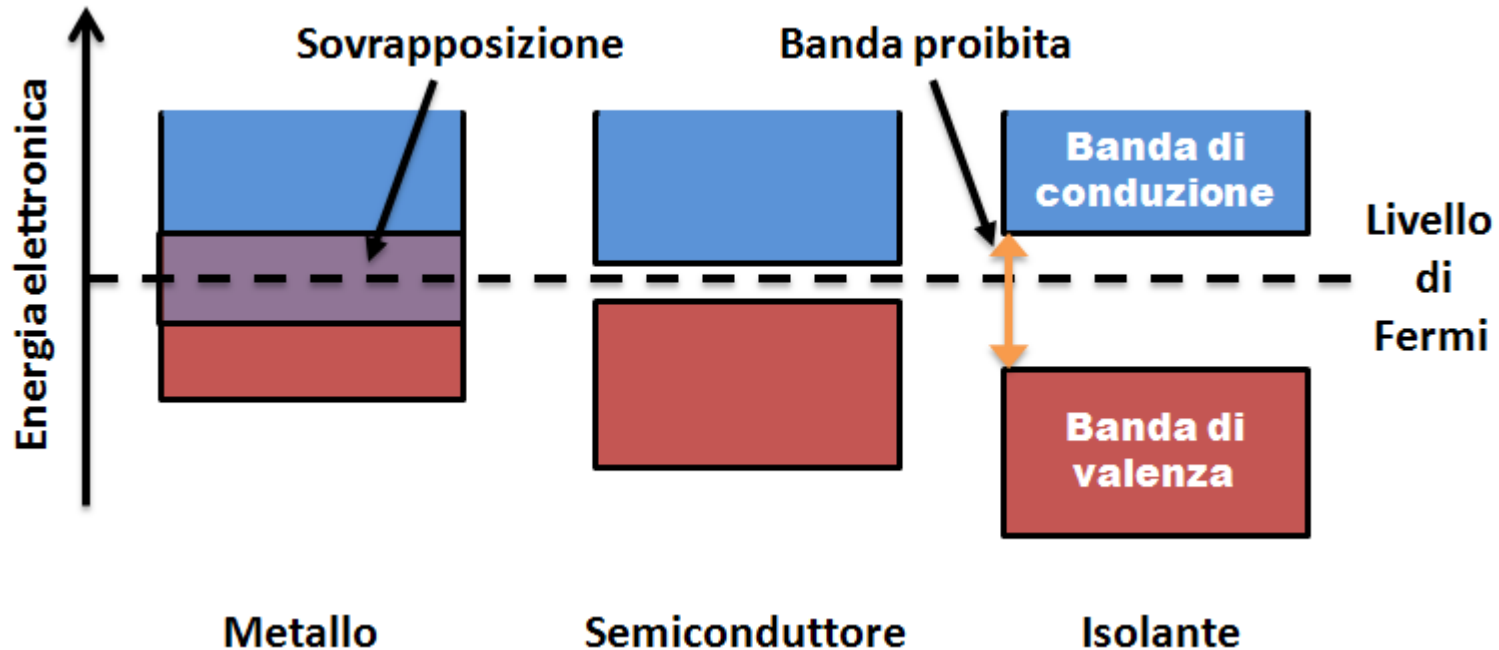 Sovrapposizione
Banda proibita
Energia elettronica
Banda di
conduzione
Livello
di
Fermi
Banda di
valenza
Metallo
Semiconduttore
Isolante